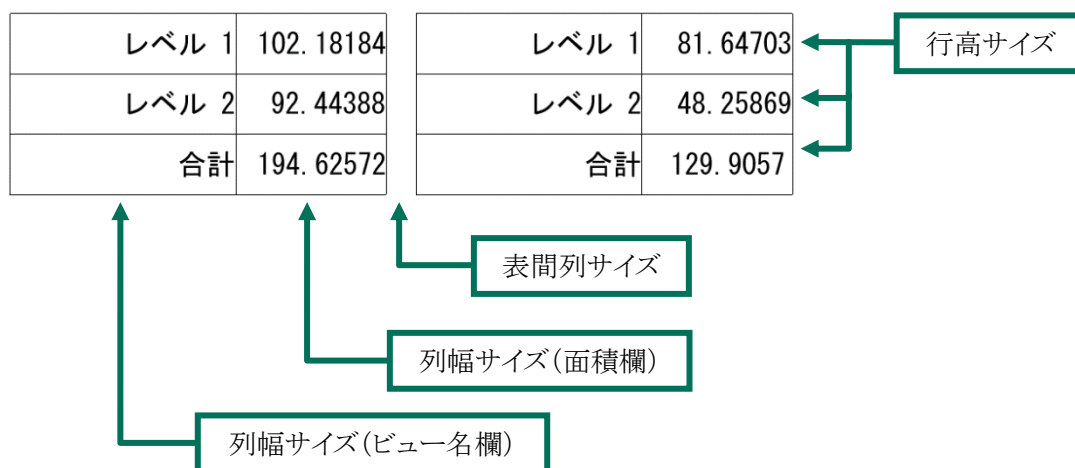 レベル 1 102.18184 レベル 1 81.64703 行高サイズ
レベル 2 92.44388 レベル 2 48.25869
合計 194.62572 合計 129.9057
表間列サイズ
列幅サイズ(面積欄)
列幅サイズ(ビュー名欄)